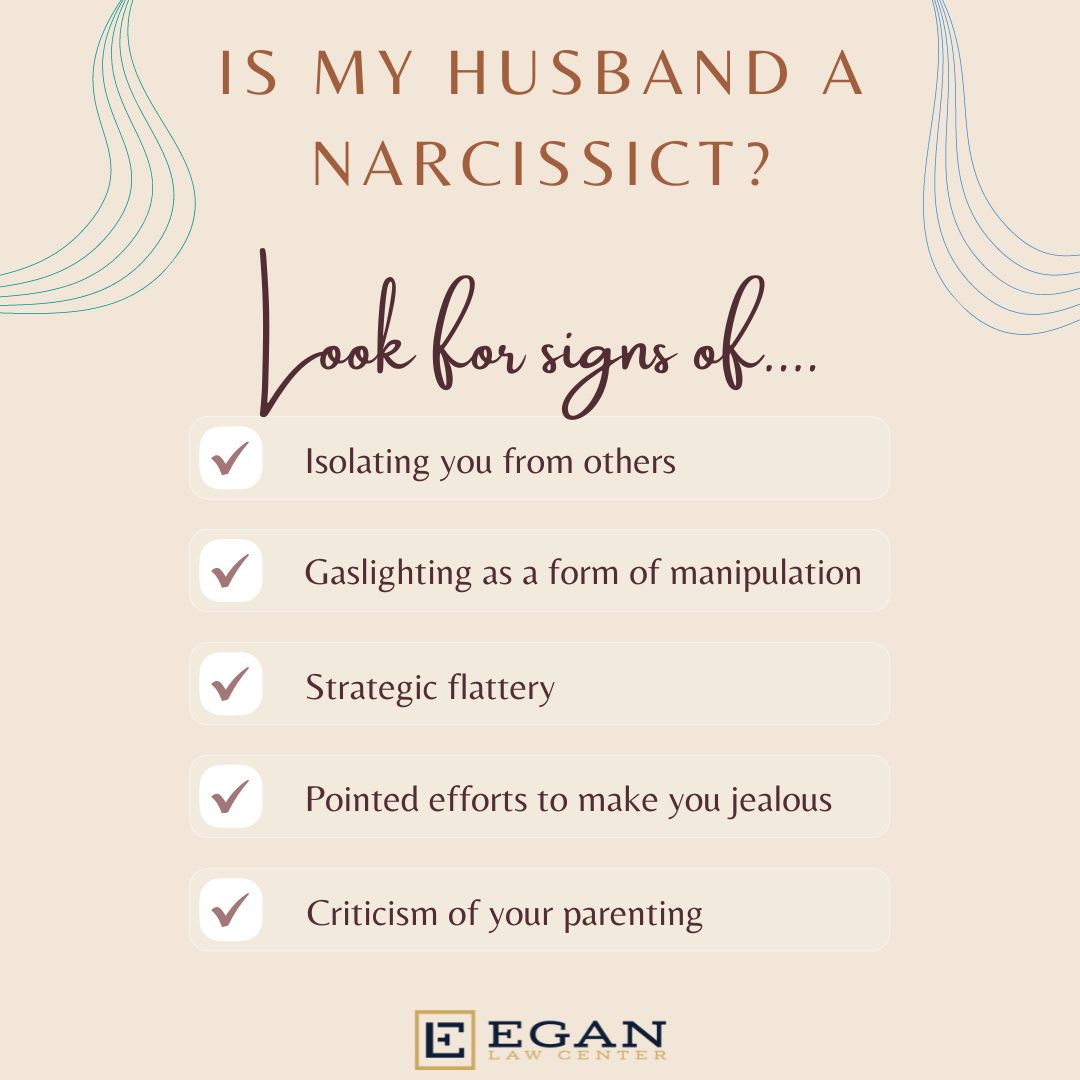 IS MY HUSBAND A
NARCISSICT?
Look for signs of....
Isolating you from others
Gaslighting as a form of manipulation
Strategic flattery
Pointed efforts to make you jealous
Criticism of your parenting
E EGAN
LAW CENTER